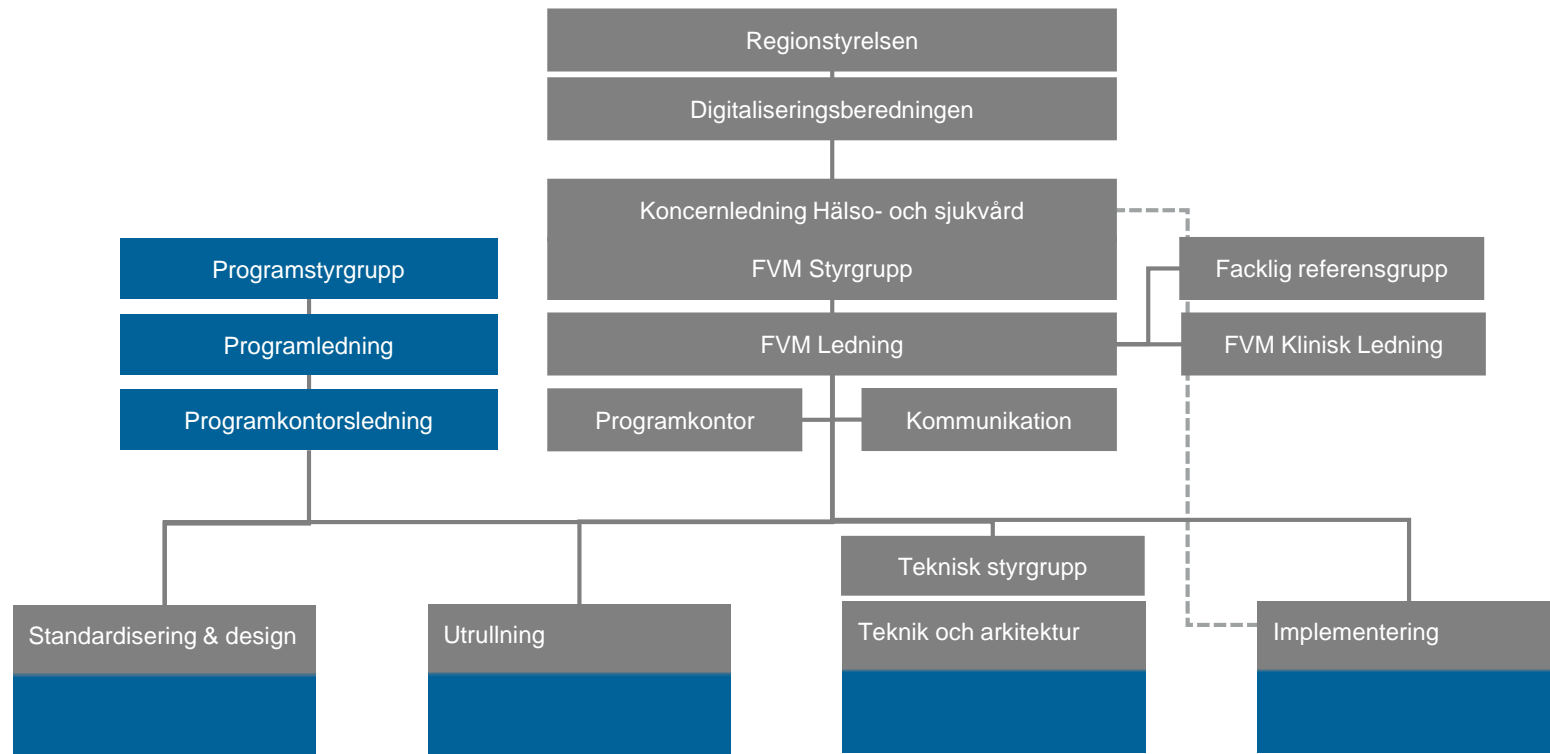 Regionstyrelsen
Digitaliseringsberedningen
Koncernledning Hälso- och sjukvård
Programstyrgrupp
FVM Styrgrupp
Facklig referensgrupp
Programledning
FVM Ledning
FVM Klinisk Ledning
Programkontorsledning
Programkontor
Kommunikation
Teknisk styrgrupp
Standardisering & design
Utrullning
Teknik och arkitektur
Implementering